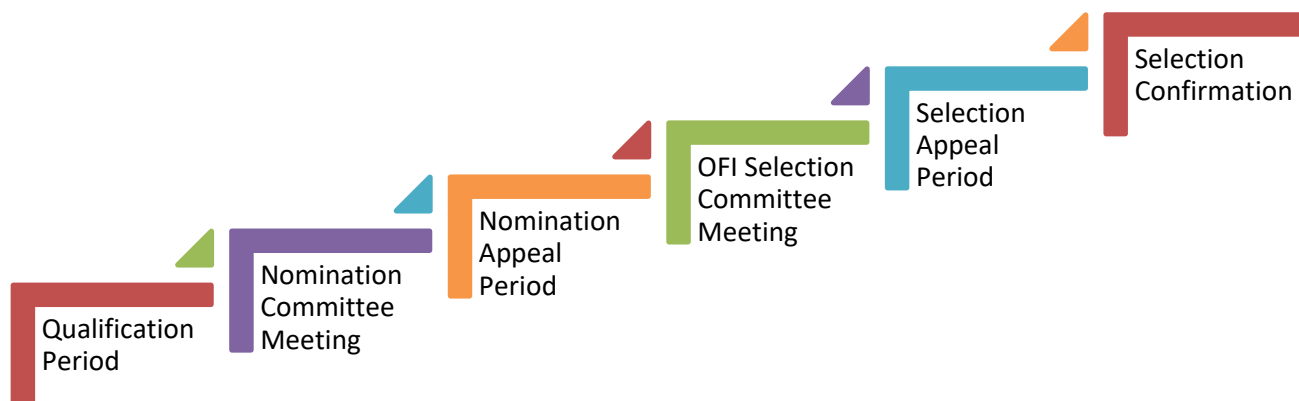 Qualification
Period
Nomination
Committee
Meeting
Nomination
Appeal
Period
OFI Selection
Committee
Meeting
Selection
Appeal
Period
Selection
Confirmation